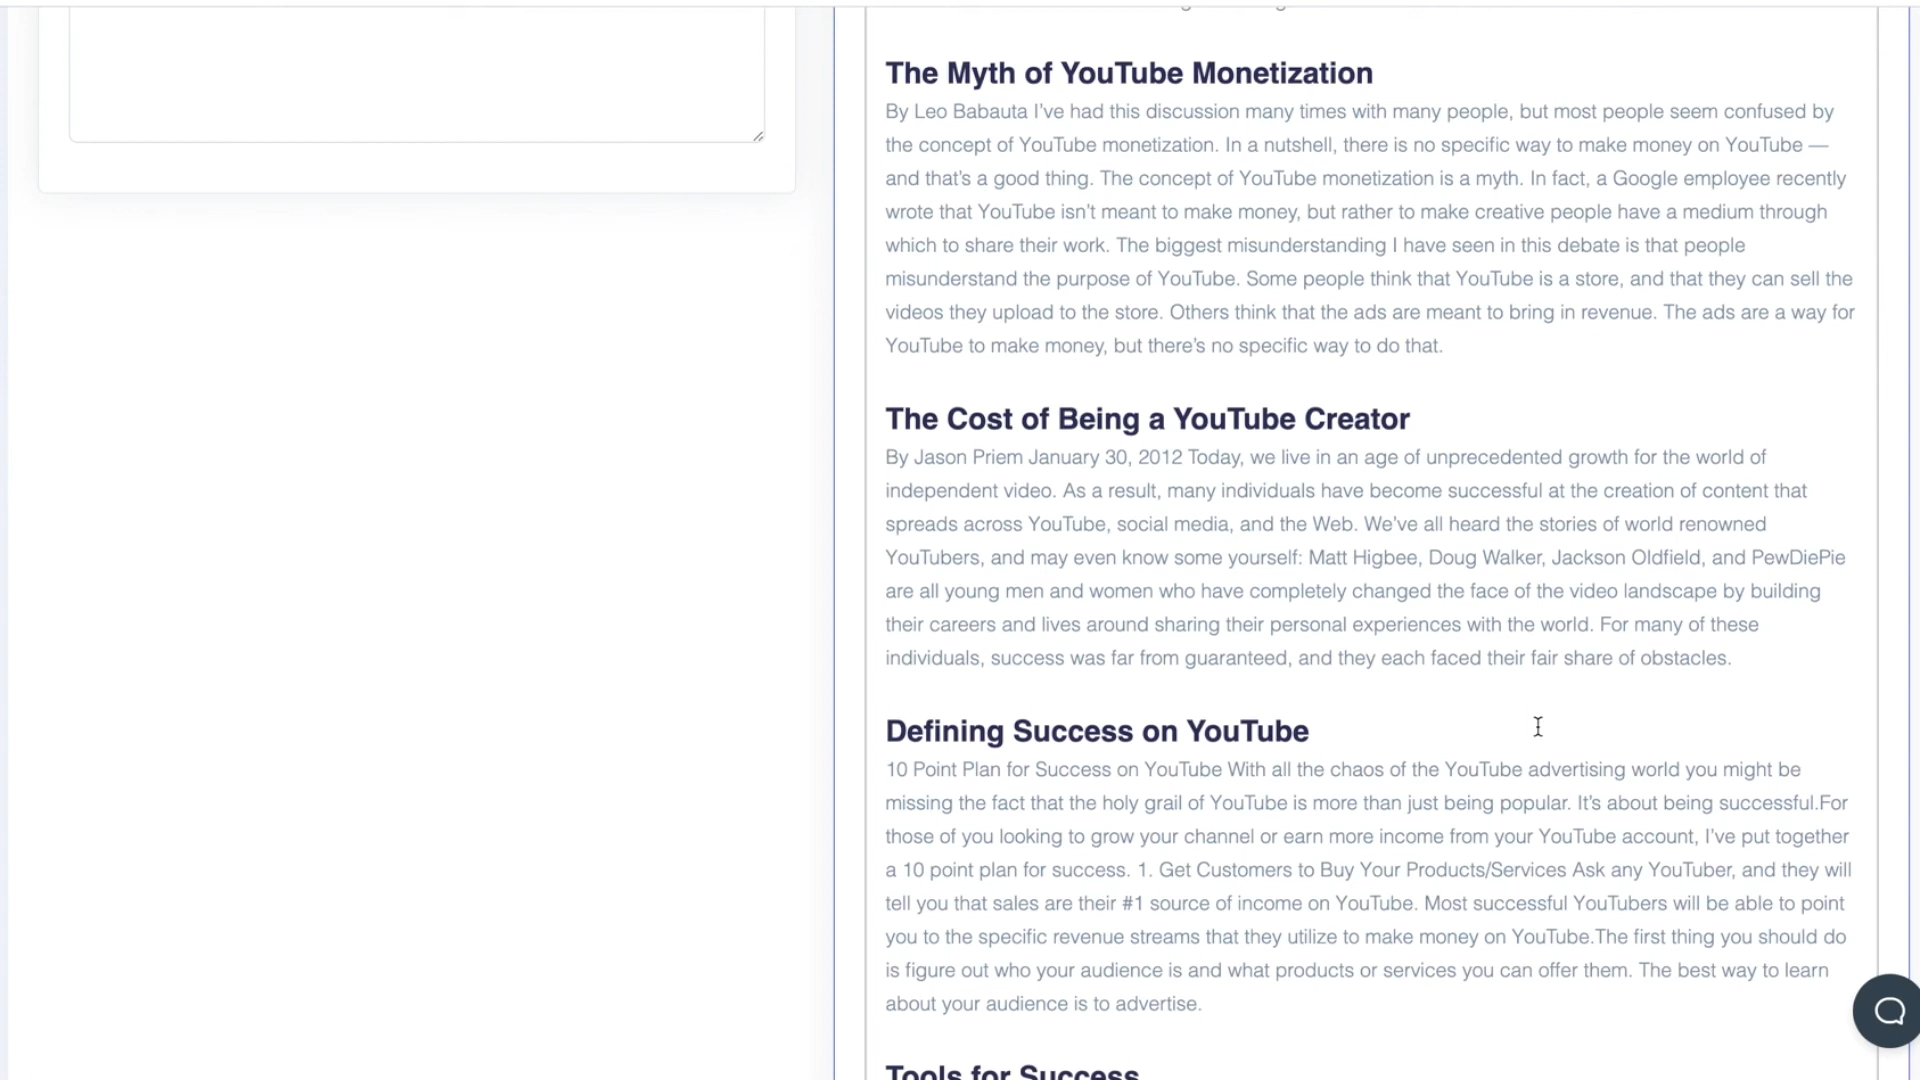 The Myth of YouTube Monetization
By Leo Babauta I've had this discussion many times with many people, but most people seem confused by
the concept of YouTube monetization. In a nutshell, there is no specific way to make money on YouTube —
and that's a good thing. The concept of YouTube monetization is a myth. In fact, a Google employee recently
wrote that YouTube isn't meant to make money, but rather to make creative people have a medium through
which to share their work. The biggest misunderstanding I have seen in this debate is that people
misunderstand the purpose of YouTube. Some people think that YouTube is a store, and that they can sell the
videos they upload to the store. Others think that the ads are meant to bring in revenue. The ads are a way for
YouTube to make money, but there's no specific way to do that.
The Cost of Being a YouTube Creator
By Jason Priem January 30, 2012 Today, we live in an age of unprecedented growth for the world of
independent video. As a result, many individuals have become successful at the creation of content that
spreads across YouTube, social media, and the Web. We've all heard the stories of world renowned
YouTubers, and may even know some yourself: Matt Higbee, Doug Walker, Jackson Oldfield, and PewDiePie
are all young men and women who have completely changed the face of the video landscape by building
their careers and lives around sharing their personal experiences with the world. For many of these
individuals, success was far from guaranteed, and they each faced their fair share of obstacles.
Defining Success on YouTube
10 Point Plan for Success on YouTube With all the chaos of the YouTube advertising world you might be
missing the fact that the holy grail of YouTube is more than just being popular. It's about being successful.For
those of you looking to grow your channel or earn more income from your YouTube account, I've put together
a 10 point plan for success. 1. Get Customers to Buy Your Products/Services Ask any YouTuber, and they will
tell you that sales are their #1 source of income on YouTube. Most successful YouTubers will be able to point
you to the specific revenue streams that they utilize to make money on YouTube.The first thing you should do
is figure out who your audience is and what products or services you can offer them. The best way to learn
about your audience is to advertise.
Tools for Success